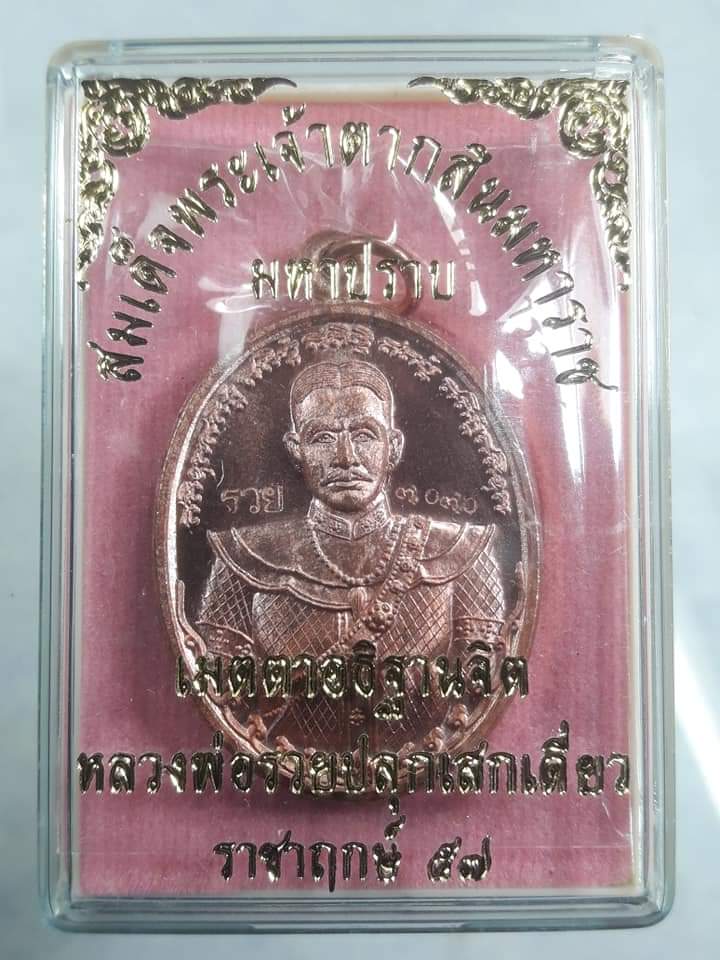 สมเด็จพระเจ้าตากสินมหาราช
มหาปราบ
รวย
๗๐๙๐
เมตตาอธิฐานจิต
หลวงพ่อรวยปลุกเสกเดี่ยว
ราชาฤกษ์ ๕๗